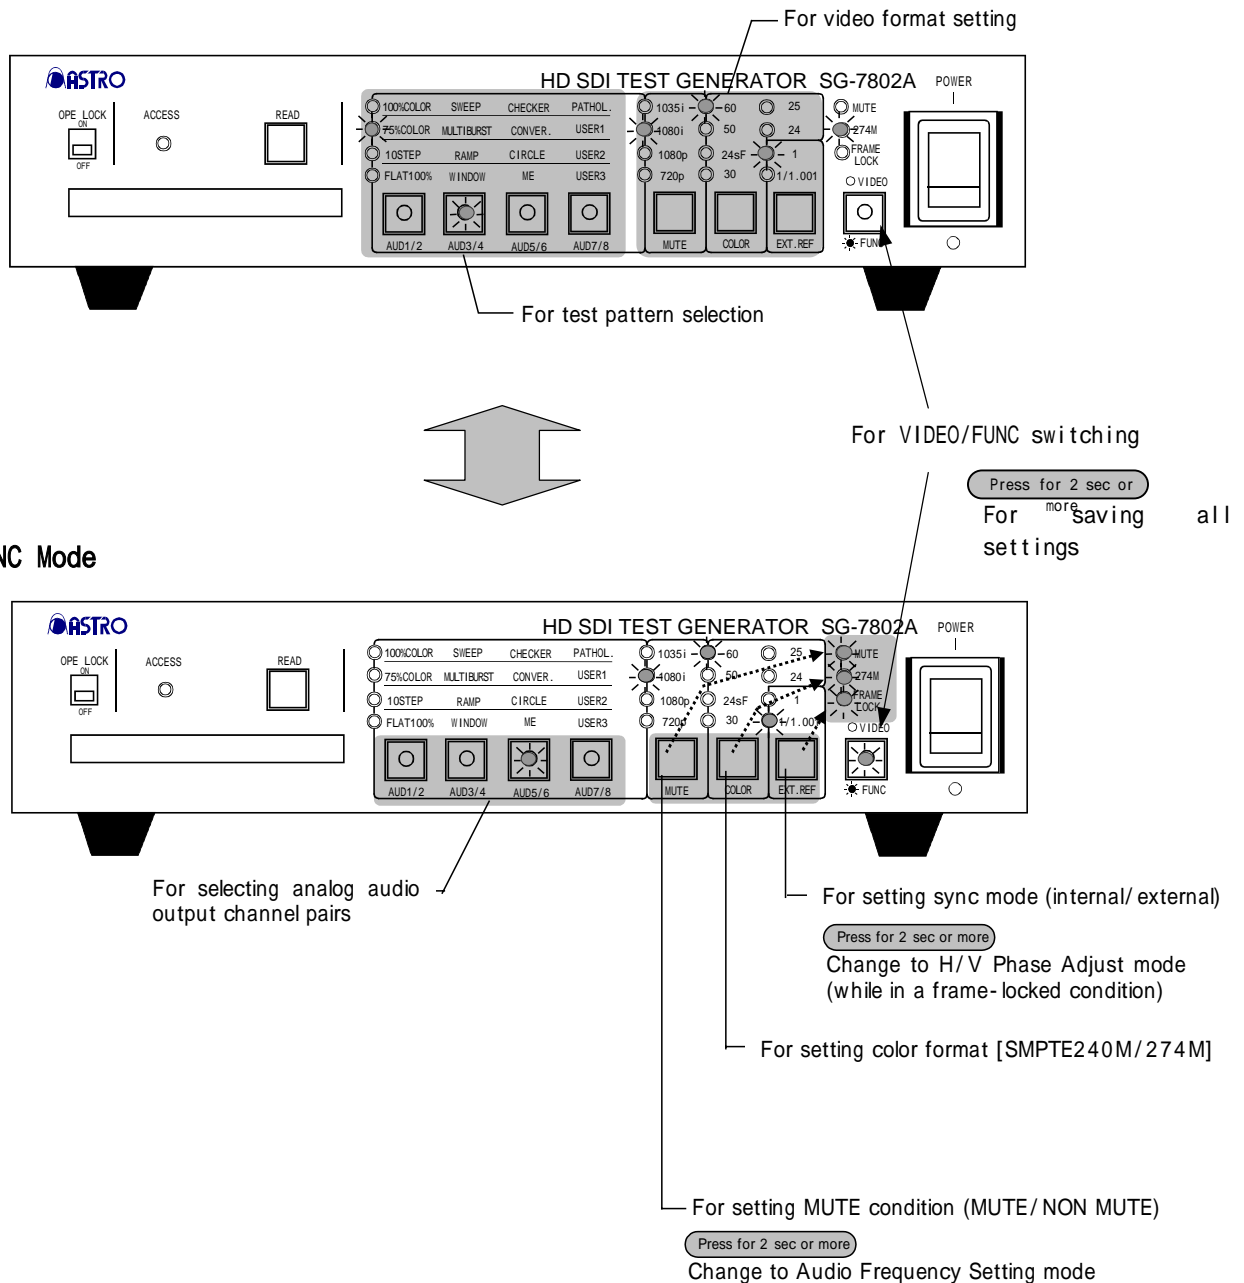 For video format setting
ASTRO
HD SDI TEST GENERATOR SG-7802A
POWER
OPE LOCK
ON
OFF
ACCESS
READ
100%COLOR SWEEP CHECKER PATHOL.
75%COLOR MULTIBURST CONVER. USER1
10STEP RAMP CIRCLE USER2
FLAT100% WINDOW ME USER3
AUD1/2 AUD3/4 AUD5/6 AUD7/8
1035i 60 25
1080i 50 24
1080p 24sF 1
720p 30 1/1.001
MUTE COLOR EXT.REF
MUTE
274M
FRAME
LOCK
VIDEO
FUNC
For test pattern selection
For VIDEO/FUNC switching
Press for 2 sec or
more
For saving all
settings
NC Mode
ASTRO
HD SDI TEST GENERATOR SG-7802A
POWER
OPE LOCK
ON
OFF
ACCESS
READ
100%COLOR SWEEP CHECKER PATHOL.
75%COLOR MULTIBURST CONVER. USER1
10STEP RAMP CIRCLE USER2
FLAT100% WINDOW ME USER3
AUD1/2 AUD3/4 AUD5/6 AUD7/8
1035i 60 25
1080i 50 24
1080p 24sF 1
720p 30 1/1.001
MUTE COLOR EXT.REF
MUTE
274M
FRAME
LOCK
VIDEO
FUNC
For selecting analog audio
output channel pairs
For setting sync mode (internal/external)
Press for 2 sec or more
Change to H/V Phase Adjust mode
(while in a frame-locked condition)
For setting color format [SMPTE240M/274M]
For setting MUTE condition (MUTE/NON MUTE)
Press for 2 sec or more
Change to Audio Frequency Setting mode